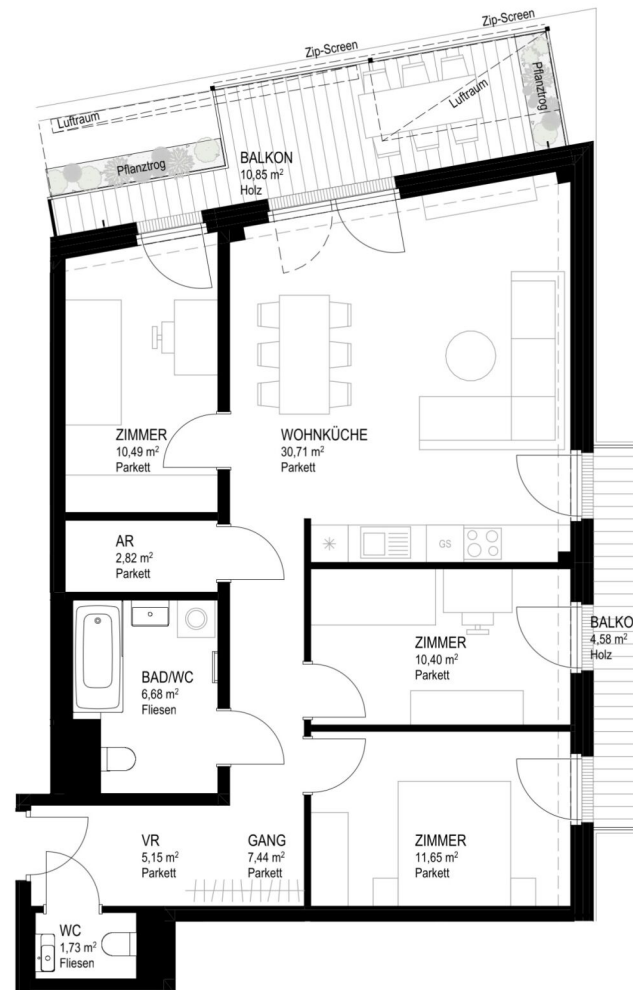 Zip-Screen
Zip-Screen
Luftraum
Luftraum
Pflanztrog
Pflanztrog
BALKON
10,85 m²
Holz
ZIMMER
10,49 m²
Parkett
WOHNKÜCHE
30,71 m²
Parkett
AR
2,82 m²
Parkett
GS
BAD/WC
6,68 m²
Fliesen
ZIMMER
10,40 m²
Parkett
BALKO
4,58 m²
Holz
VR
5,15 m²
Parkett
GANG
7,44 m²
Parkett
ZIMMER
11,65 m²
Parkett
WC
1,73 m²
Fliesen